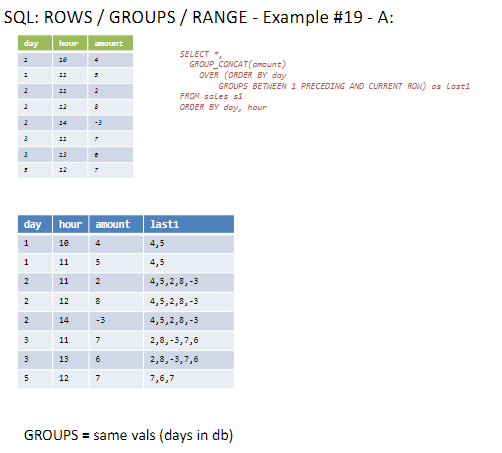 SQL: ROWS / GROUPS / RANGE - Example #19 - A:
day hour amount
1 10 4
1 11 5
2 11 2
2 12 8
2 14 -3
3 11 7
3 13 6
5 12 7
SELECT *,
GROUP_CONCAT(amount)
OVER (ORDER BY day
GROUPS BETWEEN 1 PRECEDING AND CURRENT ROW) as last1
FROM sales s1
ORDER BY day, hour
day hour amount last1
1 10 4 4,5
1 11 5 4,5
2 11 2 4,5,2,8,-3
2 12 8 4,5,2,8,-3
2 14 -3 4,5,2,8,-3
3 11 7 2,8,-3,7,6
3 13 6 2,8,-3,7,6
5 12 7 7,6,7
GROUPS = same vals (days in db)